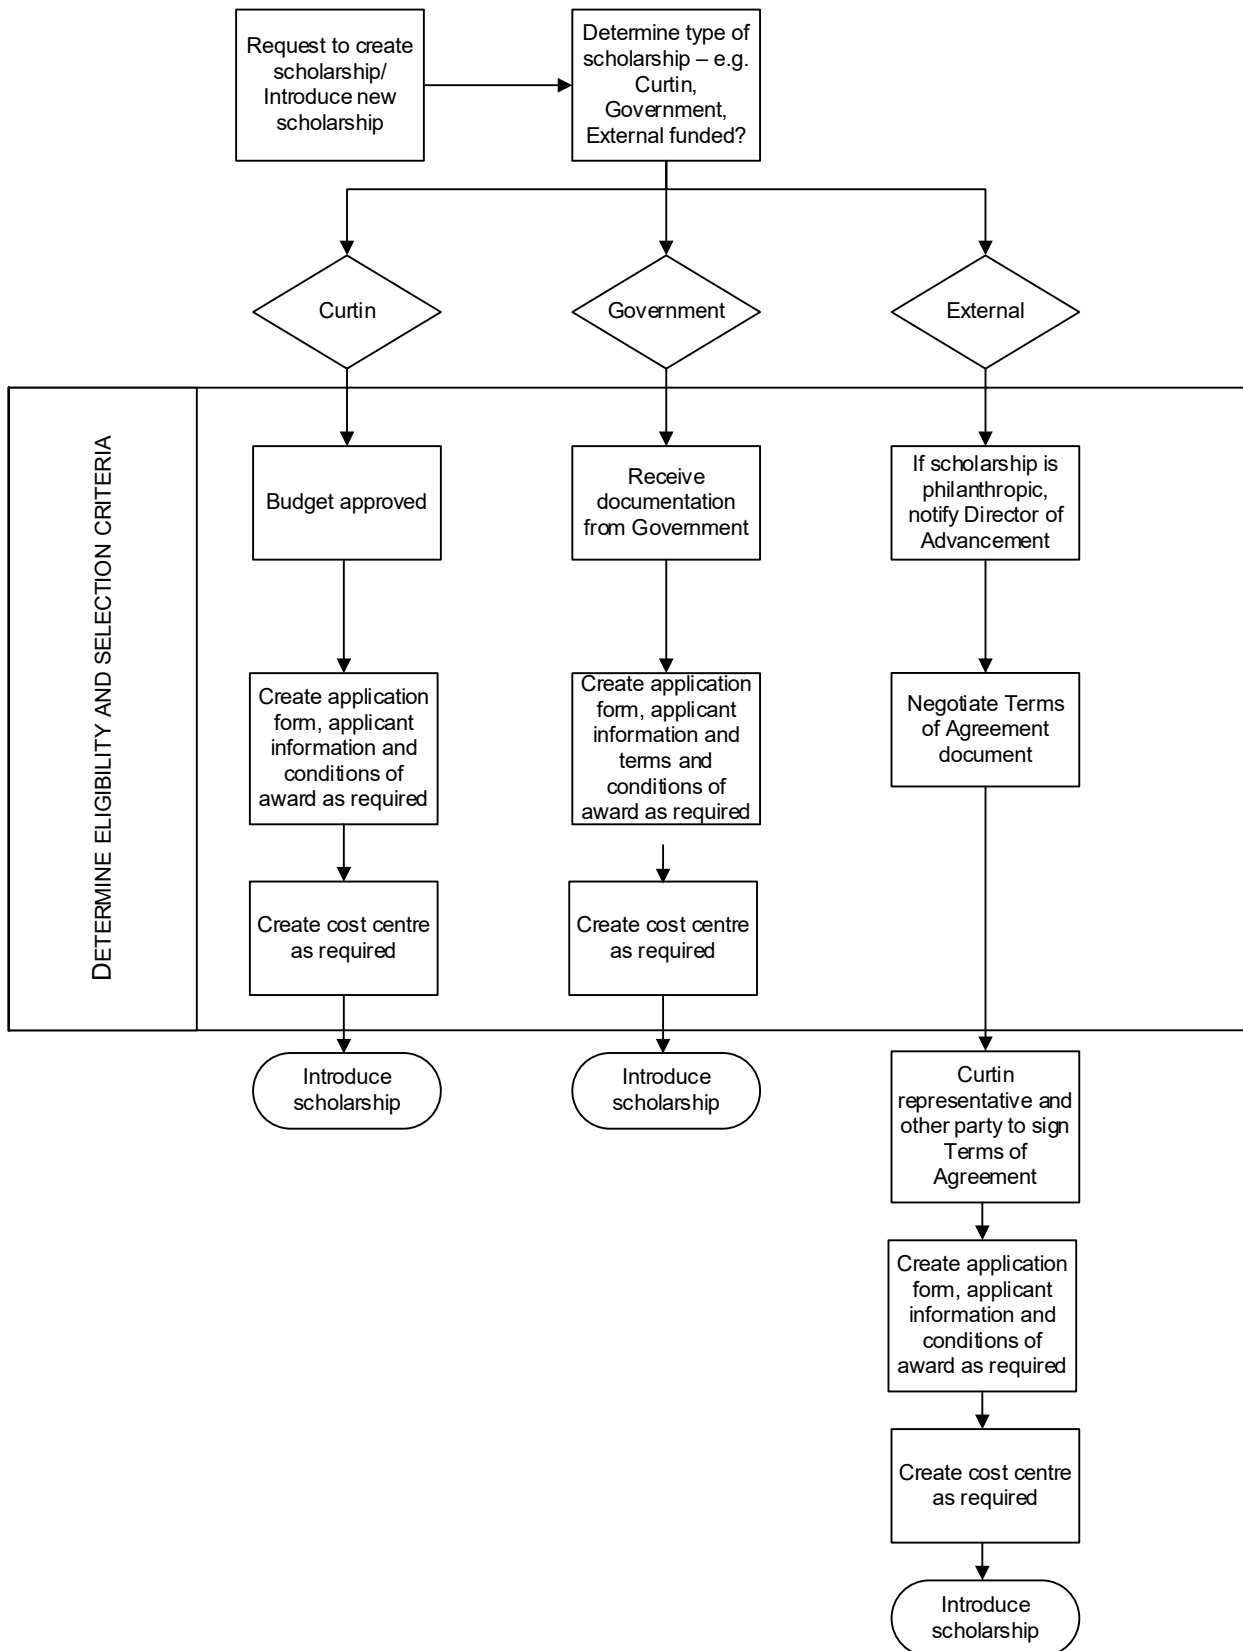 Request to create
scholarship/
Introduce new
scholarship
Determine type of
scholarship – e.g.
Curtin,
Government,
External funded?
Curtin
Government
External
DETERMINE ELIGIBILITY AND SELECTION CRITERIA
Budget approved
Receive
documentation
from Government
If scholarship is
philanthropic,
notify Director of
Advancement
Create application
form, applicant
information and
conditions of
award as required
Create application
form, applicant
information and
terms and
conditions of
award as required
Negotiate Terms
of Agreement
document
Create cost centre
as required
Create cost centre
as required
Introduce
scholarship
Introduce
scholarship
Curtin
representative and
other party to sign
Terms of
Agreement
Create application
form, applicant
information and
conditions of
award as required
Create cost centre
as required
Introduce
scholarship